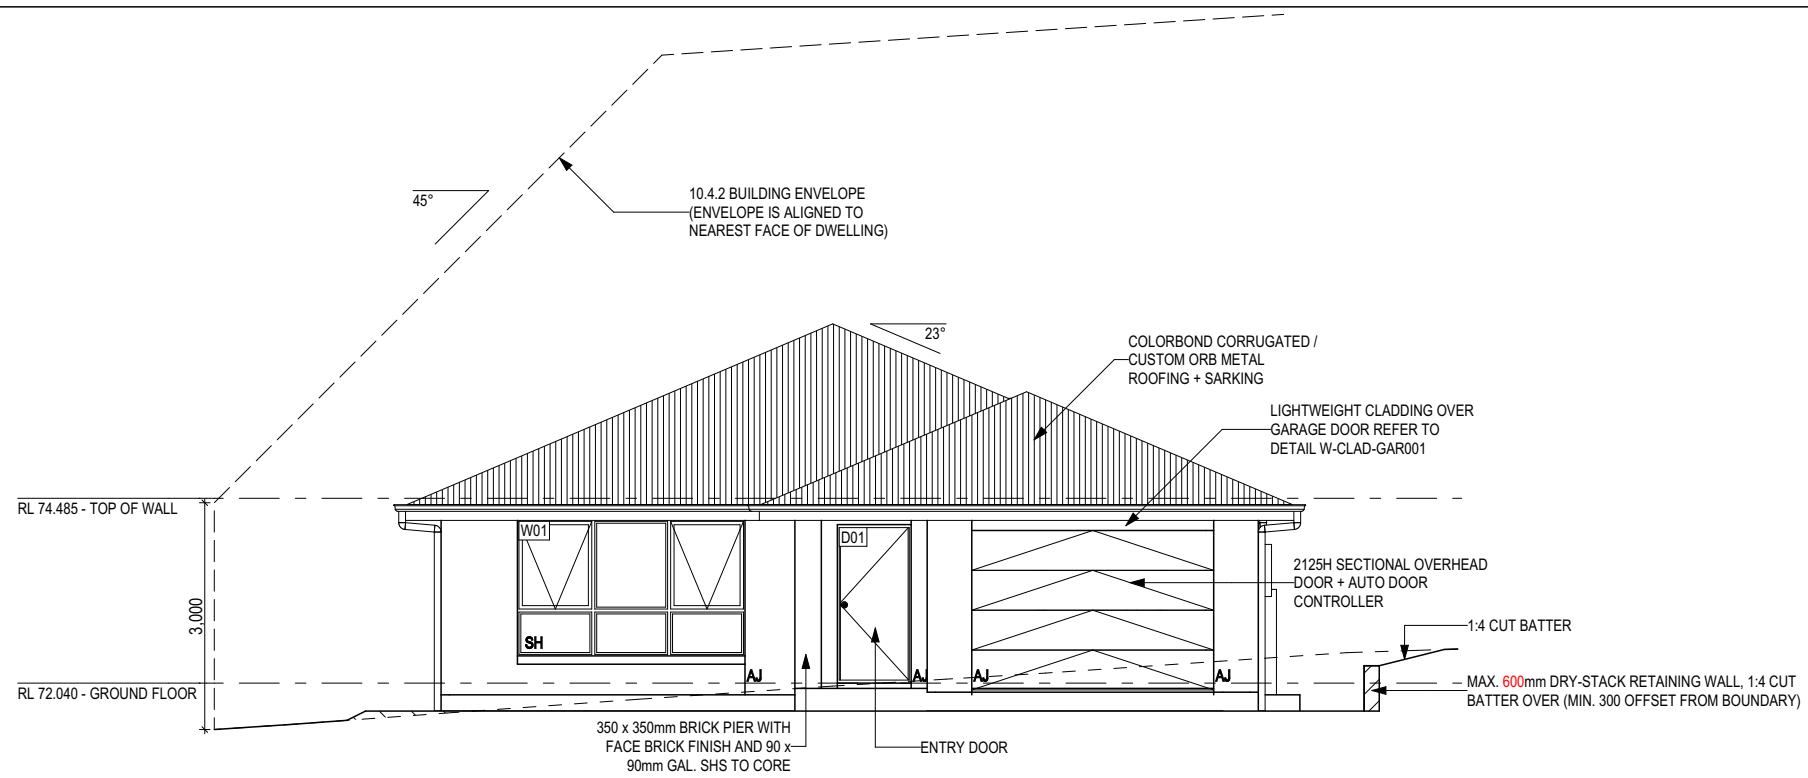 45°
10.4.2 BUILDING ENVELOPE
(ENVELOPE IS ALIGNED TO
NEAREST FACE OF DWELLING)
23°
COLORBOND CORRUGATED /
CUSTOM ORB METAL
ROOFING + SARKING
LIGHTWEIGHT CLADDING OVER
GARAGE DOOR REFER TO
DETAIL W-CLAD-GAR001
RL 74.485 - TOP OF WALL
W01
D01
2125H SECTIONAL OVERHEAD
DOOR + AUTO DOOR
CONTROLLER
3,000
SH
1:4 CUT BATTER
AJ
AJ
AJ
AJ
RL 72.040 - GROUND FLOOR
MAX. 600mm DRY-STACK RETAINING WALL, 1:4 CUT
BATTER OVER (MIN. 300 OFFSET FROM BOUNDARY)
350 x 350mm BRICK PIER WITH
FACE BRICK FINISH AND 90 x
90mm GAL. SHS TO CORE
ENTRY DOOR